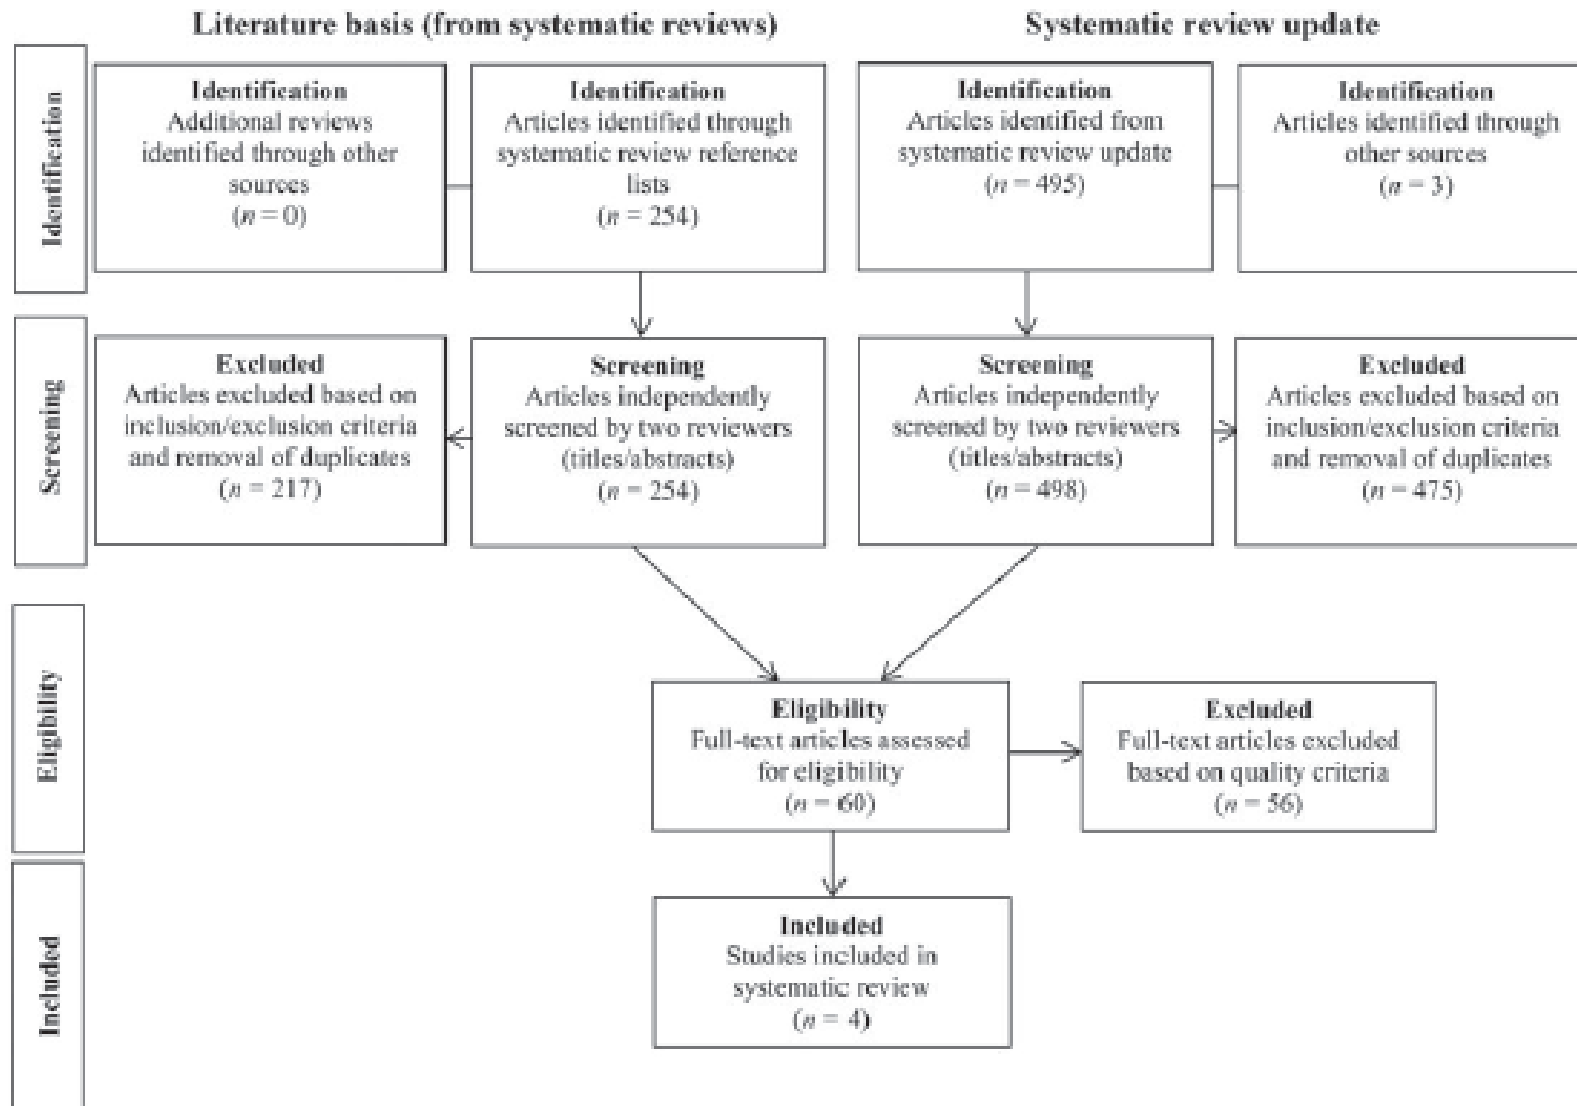 Literature basis (from systematic reviews)
Systematic review update
Identification
Identification
Additional reviews
identified through other
sources
(n = 0)
Identification
Articles identified through
systematic review reference
lists
(n = 254)
Identification
Articles identified from
systematic review update
(n = 495)
Identification
Articles identified through
other sources
(n = 3)
Screening
Excluded
Articles excluded based on
inclusion/exclusion criteria
and removal of duplicates
(n = 217)
Screening
Articles independently
screened by two reviewers
(titles/abstracts)
(n = 254)
Screening
Articles independently
screened by two reviewers
(titles/abstracts)
(n = 498)
Excluded
Articles excluded based on
inclusion/exclusion criteria
and removal of duplicates
(n = 475)
Eligibility
Eligibility
Full-text articles assessed
for eligibility
(n = 60)
Excluded
Full-text articles excluded
based on quality criteria
(n = 56)
Included
Included
Studies included in
systematic review
(n = 4)